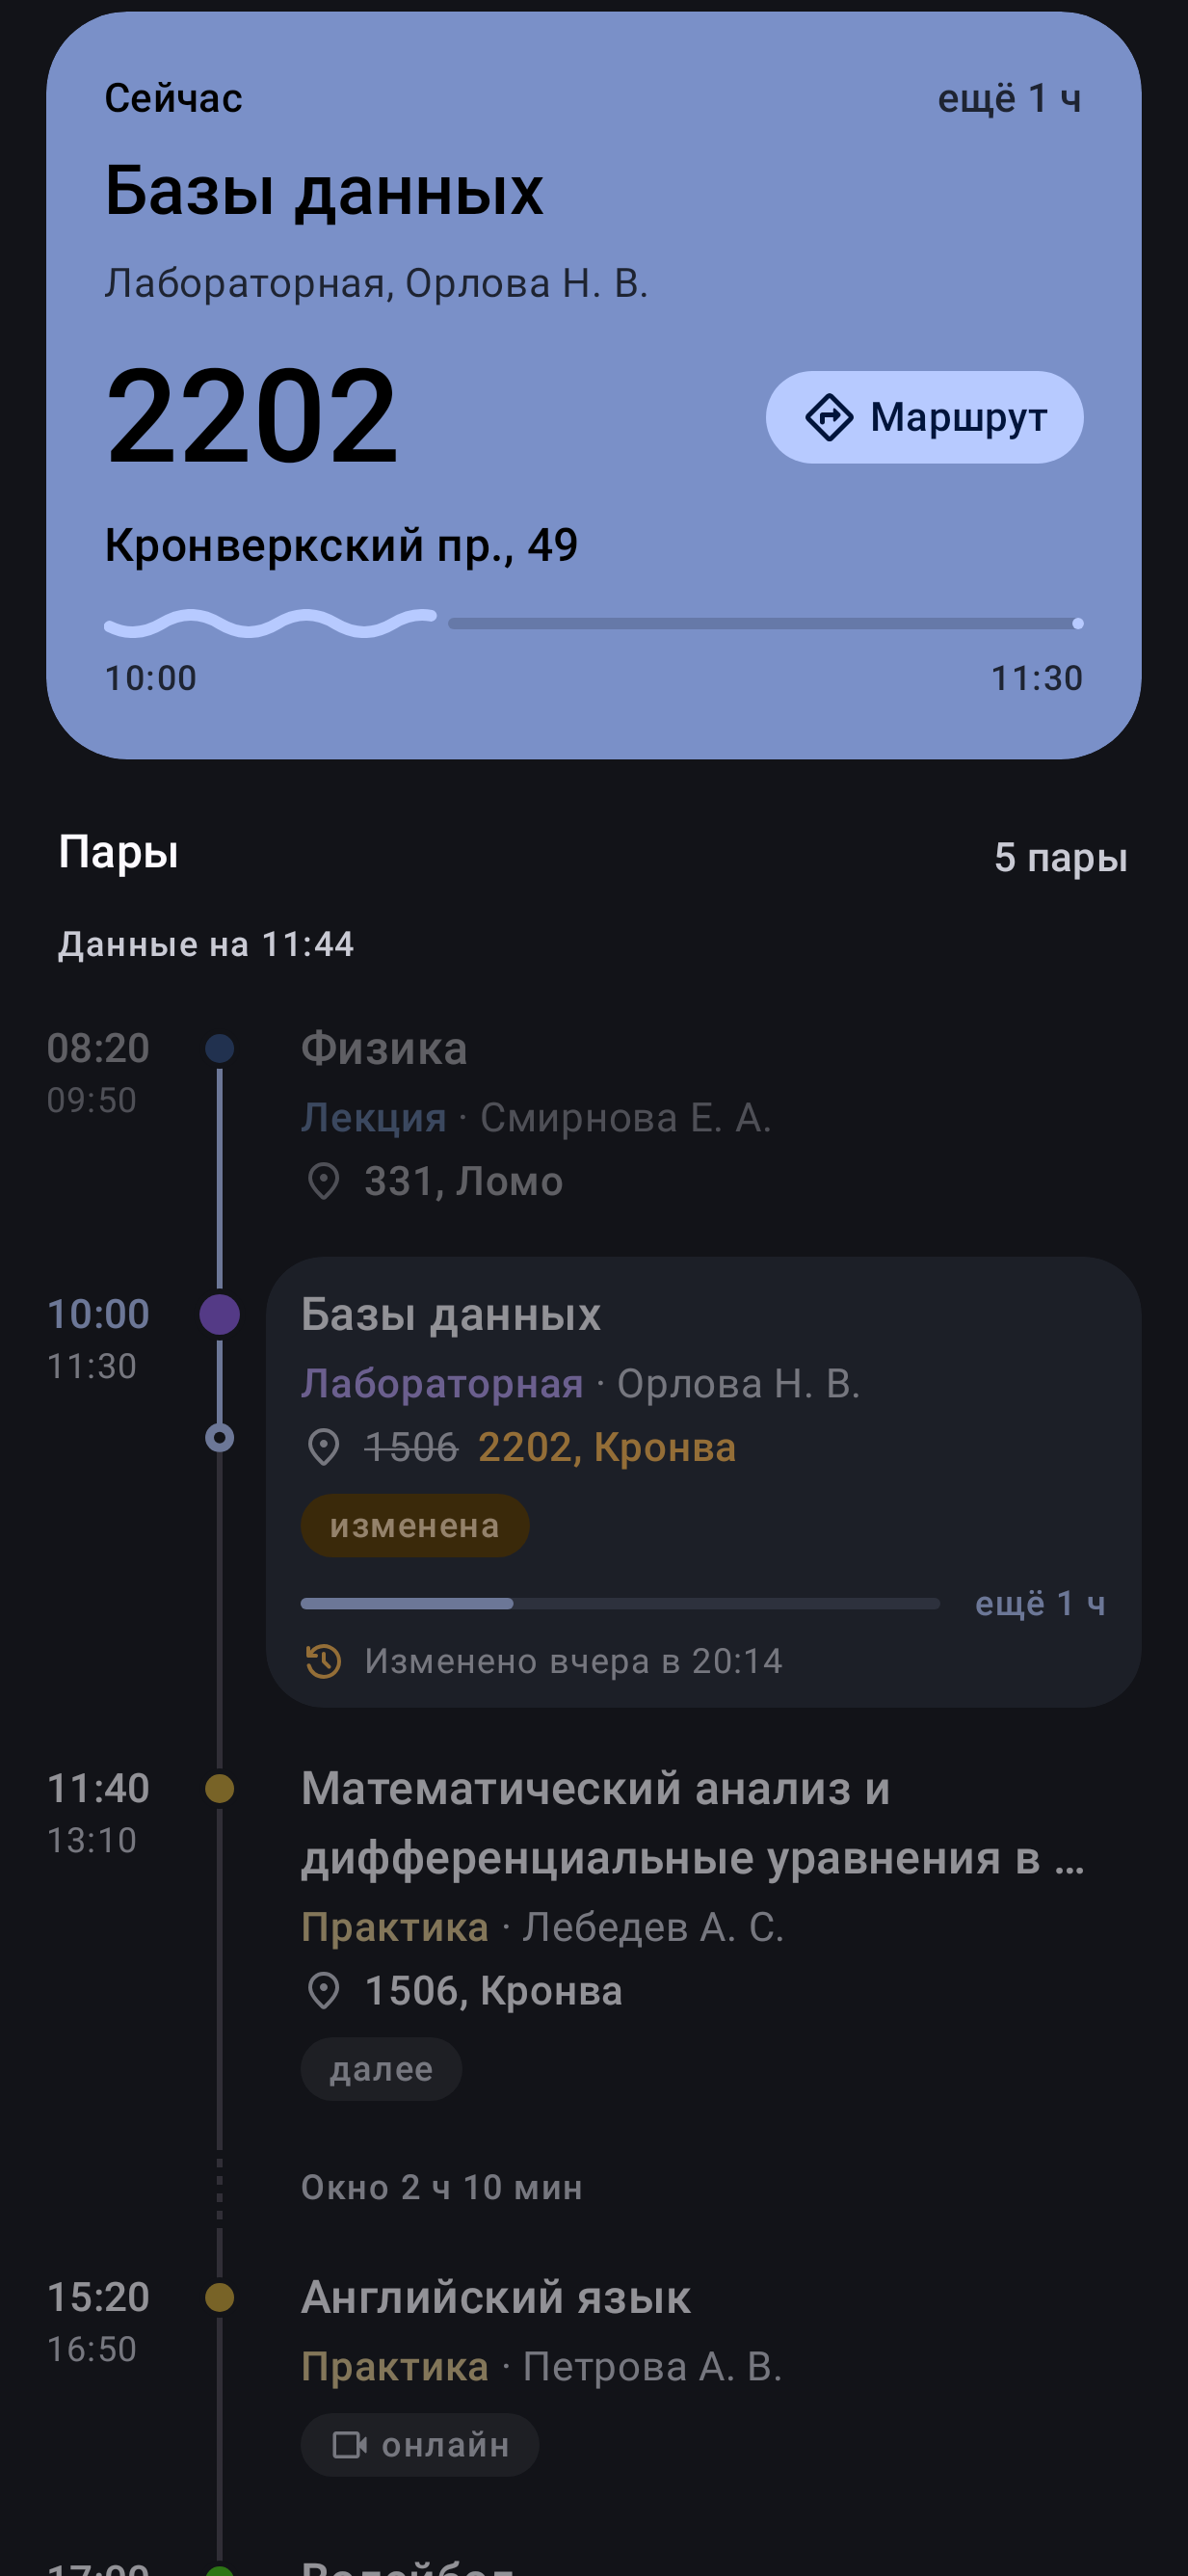 Сейчас ещё 1 ч
Базы данных
Лабораторная, Орлова Н. В.
2202 Маршрут
Кронверкский пр., 49
10:00 11:30
Пары 5 пары
Данные на 11:44
08:20 Физика
09:50
Лекция · Смирнова Е. А.
331, Ломо
10:00 Базы данных
11:30
Лабораторная · Орлова Н. В.
1506 2202, Кронва
изменена
ещё 1 ч
Изменено вчера в 20:14
11:40 Математический анализ и
13:10 дифференциальные уравнения в ...
Практика · Лебедев А. С.
1506, Кронва
далее
Окно 2 ч 10 мин
15:20 Английский язык
16:50
Практика · Петрова А. В.
онлайн
17:00 Волейбол